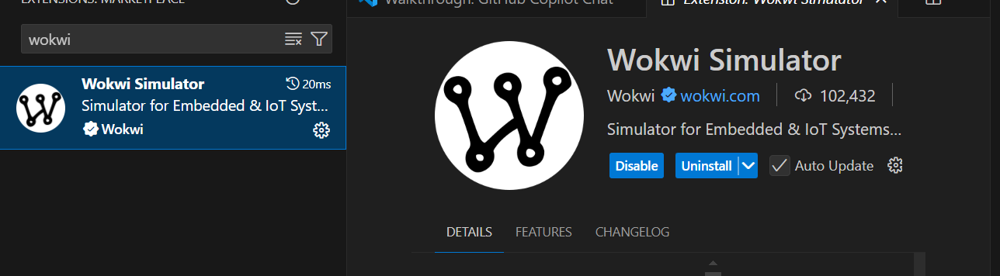 EXTENSIONS: MARKETPLACE
wokwi
Wokwi Simulator 20ms
Simulator for Embedded & IoT Syst...
Wokwi
Walkthrough: GitHub Copilot Chat
Extension: Wokwi Simulator
Wokwi Simulator
Wokwi wokwi.com 102,432
Simulator for Embedded & IoT Systems...
Disable Uninstall Auto Update
DETAILS FEATURES CHANGELOG